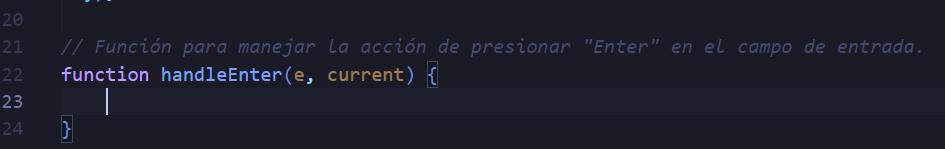 20
21 // Función para manejar la acción de presionar "Enter" en el campo de entrada.
22 function handleEnter(e, current) {
23
24 }